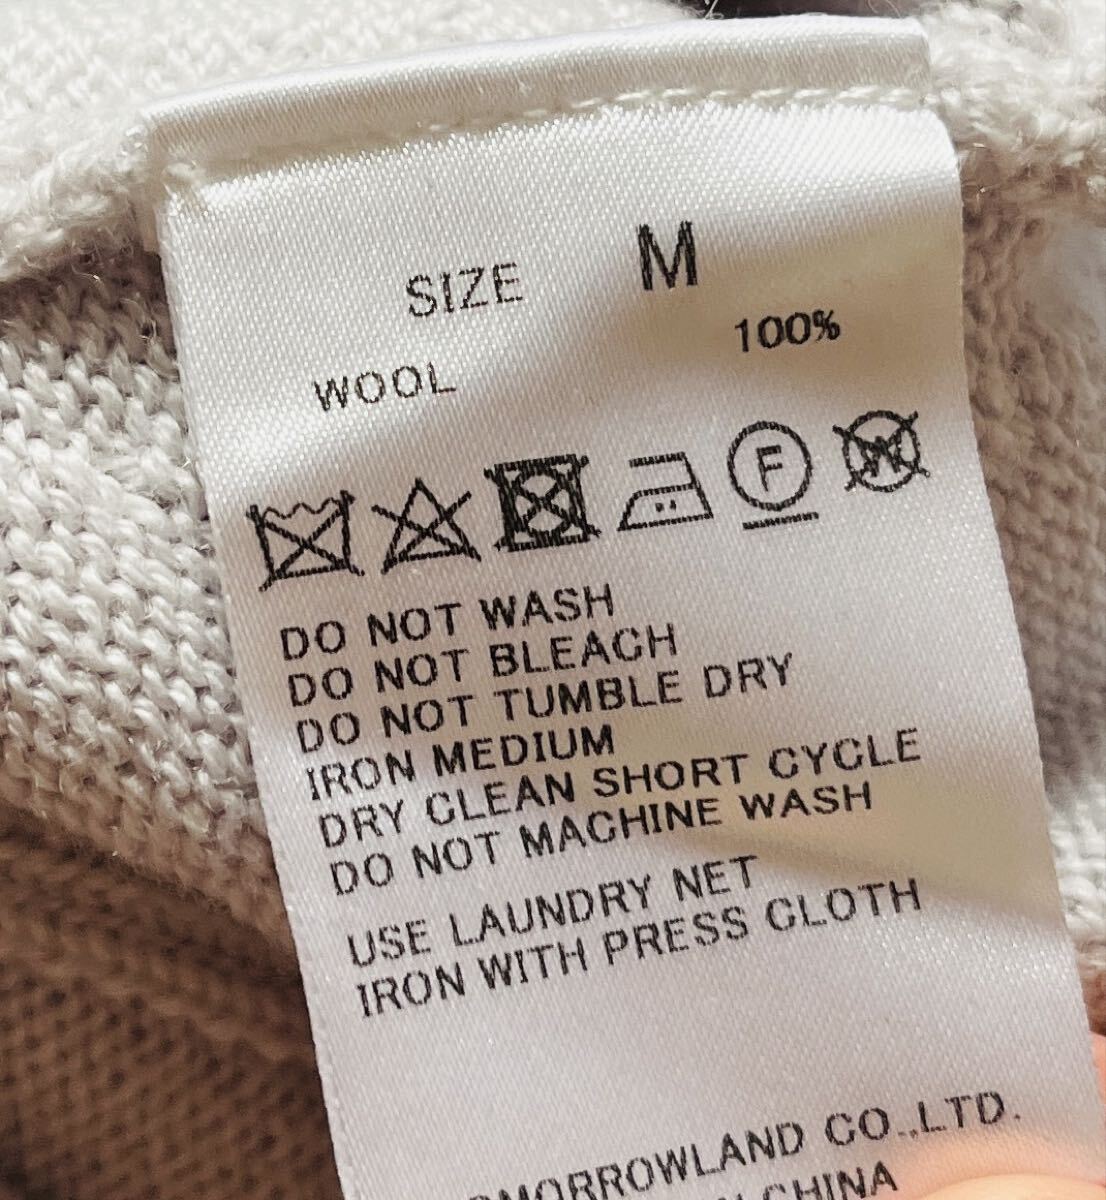 SIZE M
WOOL 100%
F W
DO NOT WASH
DO NOT BLEACH
DO NOT TUMBLE DRY
IRON MEDIUM
DRY CLEAN SHORT CYCLE
DO NOT MACHINE WASH
USE LAUNDRY NET
IRON WITH PRESS CLOTH
OMORROWLAND CO.,LTD.
N CHINA